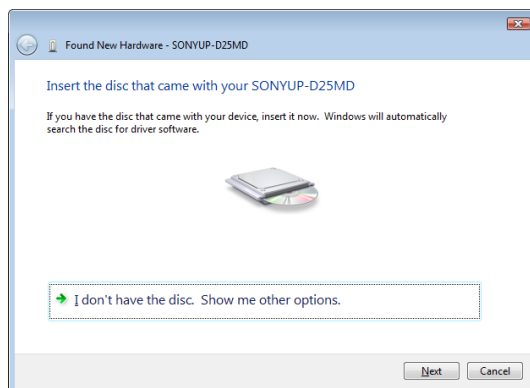 Found New Hardware - SONYUP-D25MD
Insert the disc that came with your SONYUP-D25MD
If you have the disc that came with your device, insert it now.  Windows will automatically
search the disc for driver software.
I don't have the disc.  Show me other options.
Next
Cancel